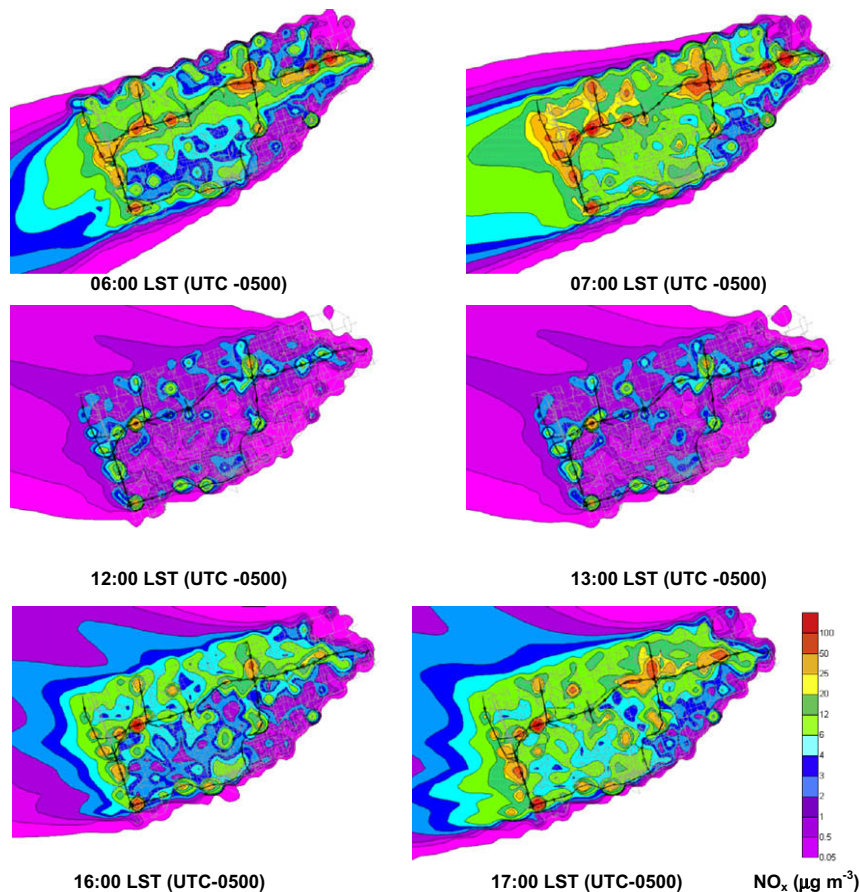 06:00 LST (UTC -0500)
07:00 LST (UTC -0500)
12:00 LST (UTC -0500)
13:00 LST (UTC -0500)
100
50
25
20
12
6
4
3
2
1
0.5
0.05
16:00 LST (UTC-0500)
17:00 LST (UTC-0500)
NOₓ (µg m⁻³)